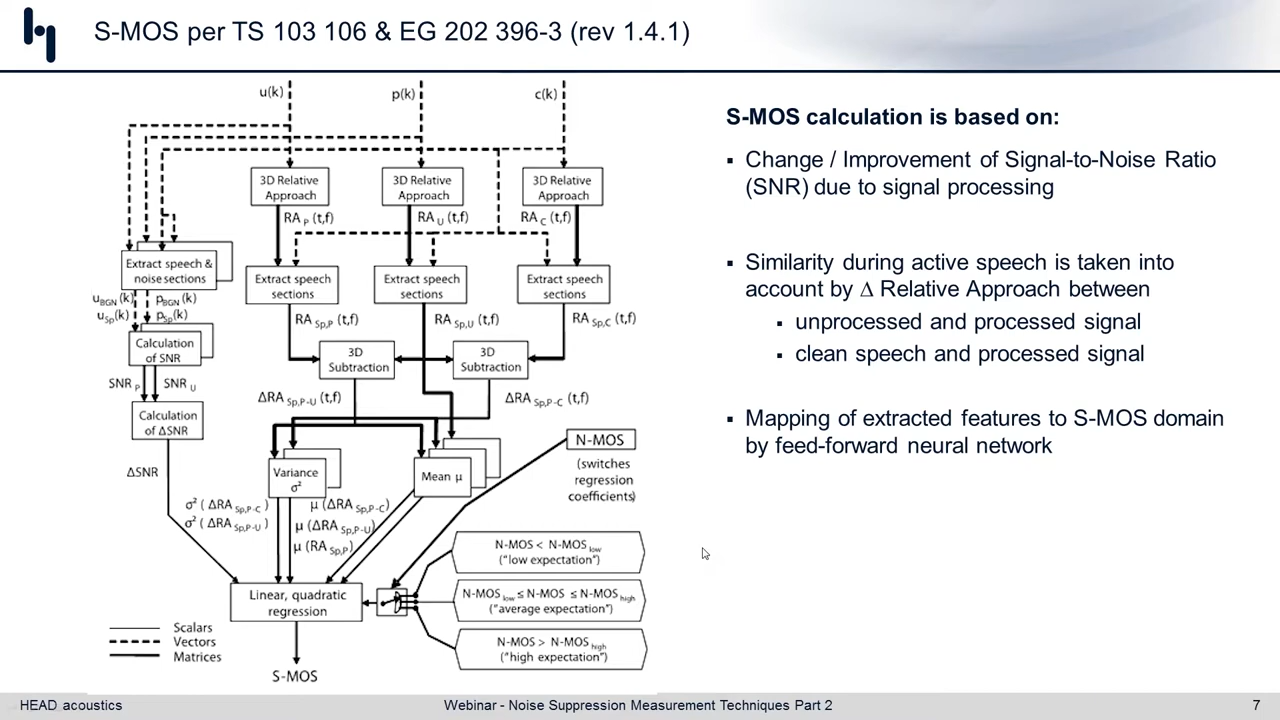 S-MOS per TS 103 106 & EG 202 396-3 (rev 1.4.1)
u(k)
p(k)
c(k)
3D Relative
Approach
3D Relative
Approach
3D Relative
Approach
RA P (t,f)
RA U (t,f)
RA C (t,f)
Extract speech &
noise sections
Extract speech
sections
Extract speech
sections
Extract speech
sections
uBGN(k)
pBGN(k)
uSp(k)
pSp(k)
RA Sp,P (t,f)
RA Sp,U (t,f)
RA Sp,C (t,f)
Calculation
of SNR
3D
Subtraction
3D
Subtraction
SNR P
SNR U
ΔRA Sp,P-U (t,f)
ΔRA Sp,P-C (t,f)
Calculation
of ΔSNR
N-MOS
(switches
regression
coefficients)
ΔSNR
Variance
σ²
Mean μ
σ² ( ΔRA Sp,P-C )
σ² ( ΔRA Sp,P-U )
μ (ΔRA Sp,P-C)
μ (ΔRA Sp,P-U)
μ (RA Sp,P)
N-MOS < N-MOS low
("low expectation")
N-MOS low ≤ N-MOS ≤ N-MOS high
("average expectation")
N-MOS > N-MOS high
("high expectation")
Linear, quadratic
regression
S-MOS
Scalars
Vectors
Matrices
S-MOS calculation is based on:
▪ Change / Improvement of Signal-to-Noise Ratio
(SNR) due to signal processing
▪ Similarity during active speech is taken into
account by Δ Relative Approach between
▪ unprocessed and processed signal
▪ clean speech and processed signal
▪ Mapping of extracted features to S-MOS domain
by feed-forward neural network
HEAD acoustics
Webinar - Noise Suppression Measurement Techniques Part 2
7